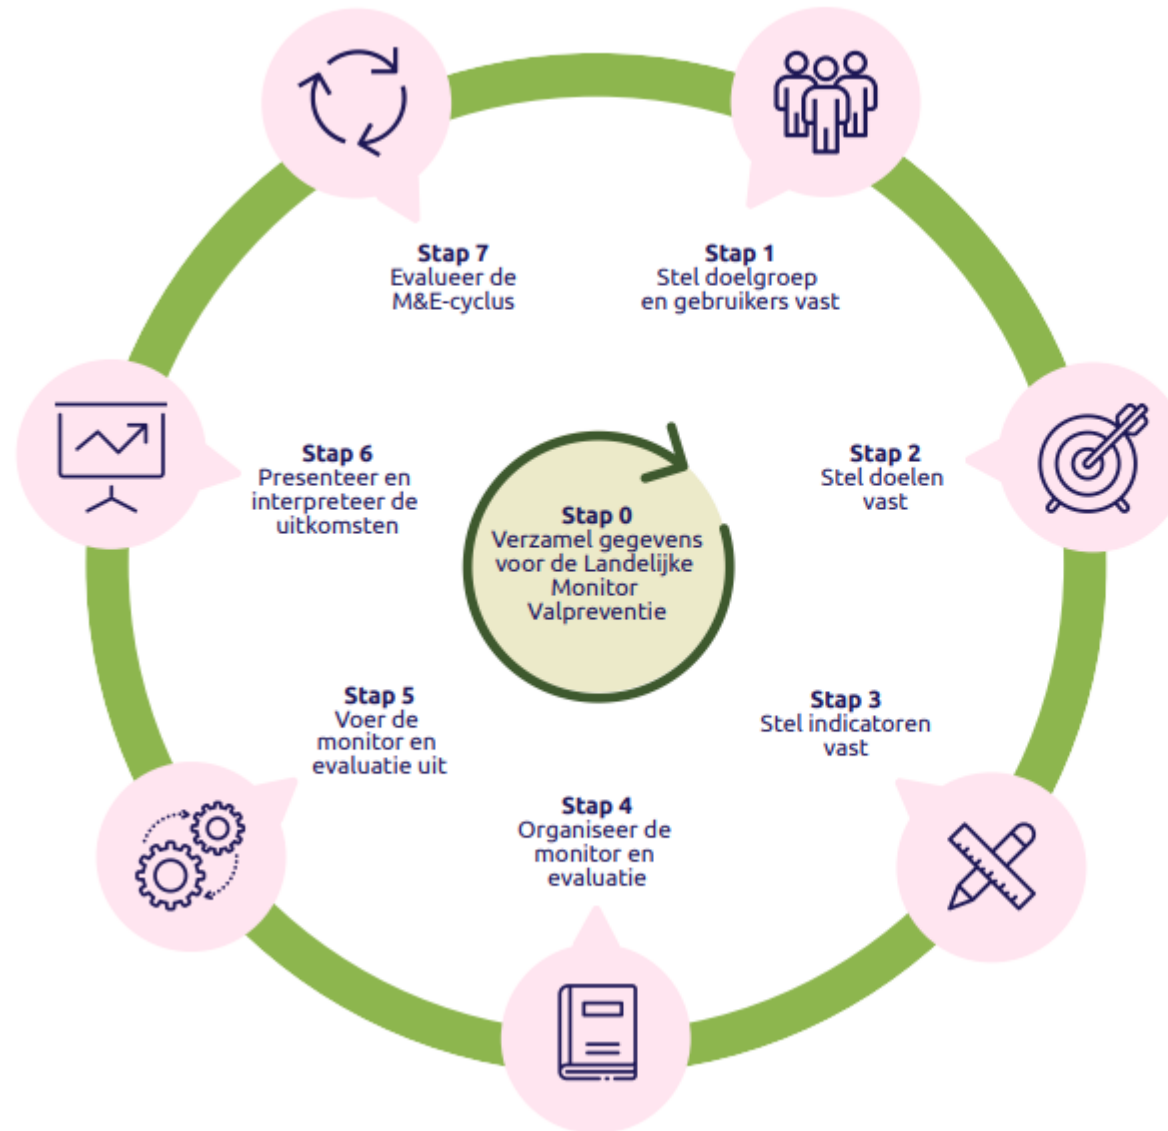 Stap 0
Verzamel gegevens
voor de Landelijke
Monitor
Valpreventie
Stap 1
Stel doelgroep
en gebruikers vast
Stap 2
Stel doelen
vast
Stap 3
Stel indicatoren
vast
Stap 4
Organiseer de
monitor en
evaluatie
Stap 5
Voer de
monitor en
evaluatie uit
Stap 6
Presenteer en
interpreteer de
uitkomsten
Stap 7
Evalueer de
M&E-cyclus